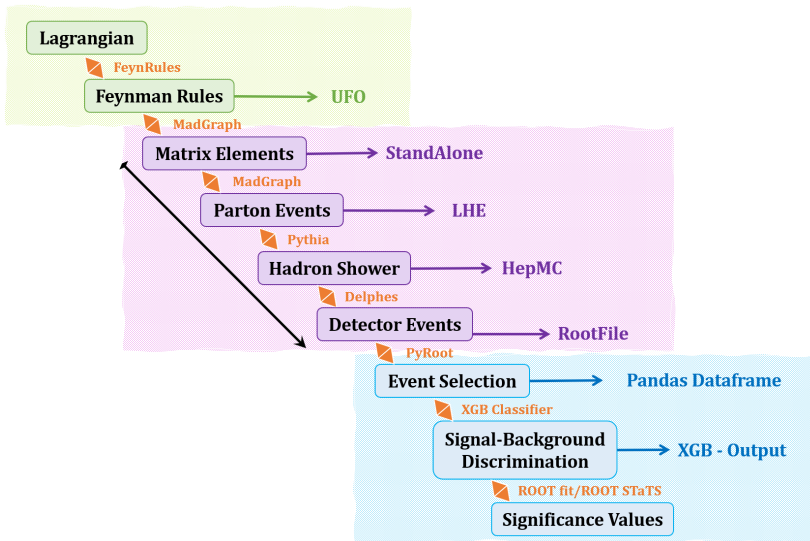 Lagrangian
FeynRules
Feynman Rules
UFO
MadGraph
Matrix Elements
StandAlone
MadGraph
Parton Events
LHE
Pythia
Hadron Shower
HepMC
Delphes
Detector Events
RootFile
PyRoot
Event Selection
Pandas Dataframe
XGB Classifier
Signal-Background
Discrimination
XGB - Output
ROOT fit/ROOT STaTS
Significance Values